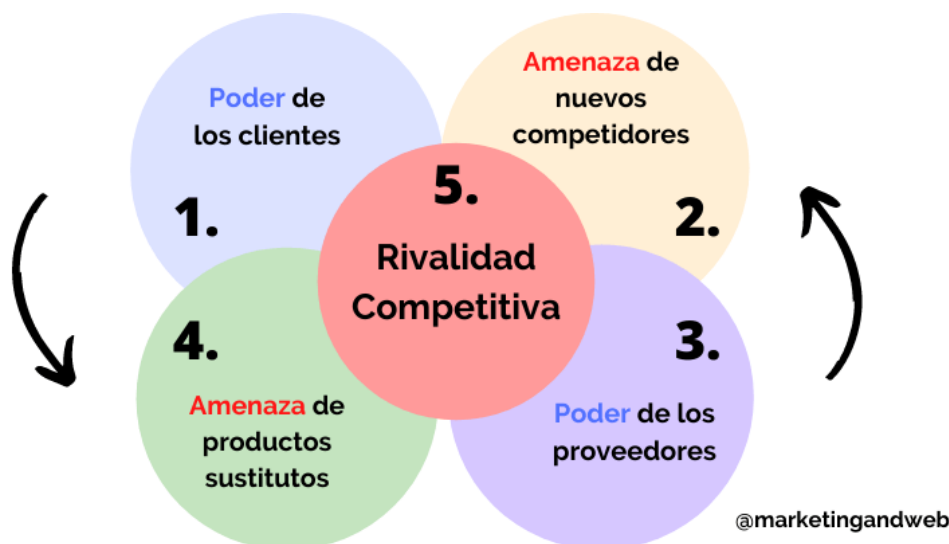 Poder de
los clientes
1.
Amenaza de
nuevos
competidores
2.
5.
Rivalidad
Competitiva
4.
Amenaza de
productos
sustitutos
3.
Poder de los
proveedores
@marketingandweb